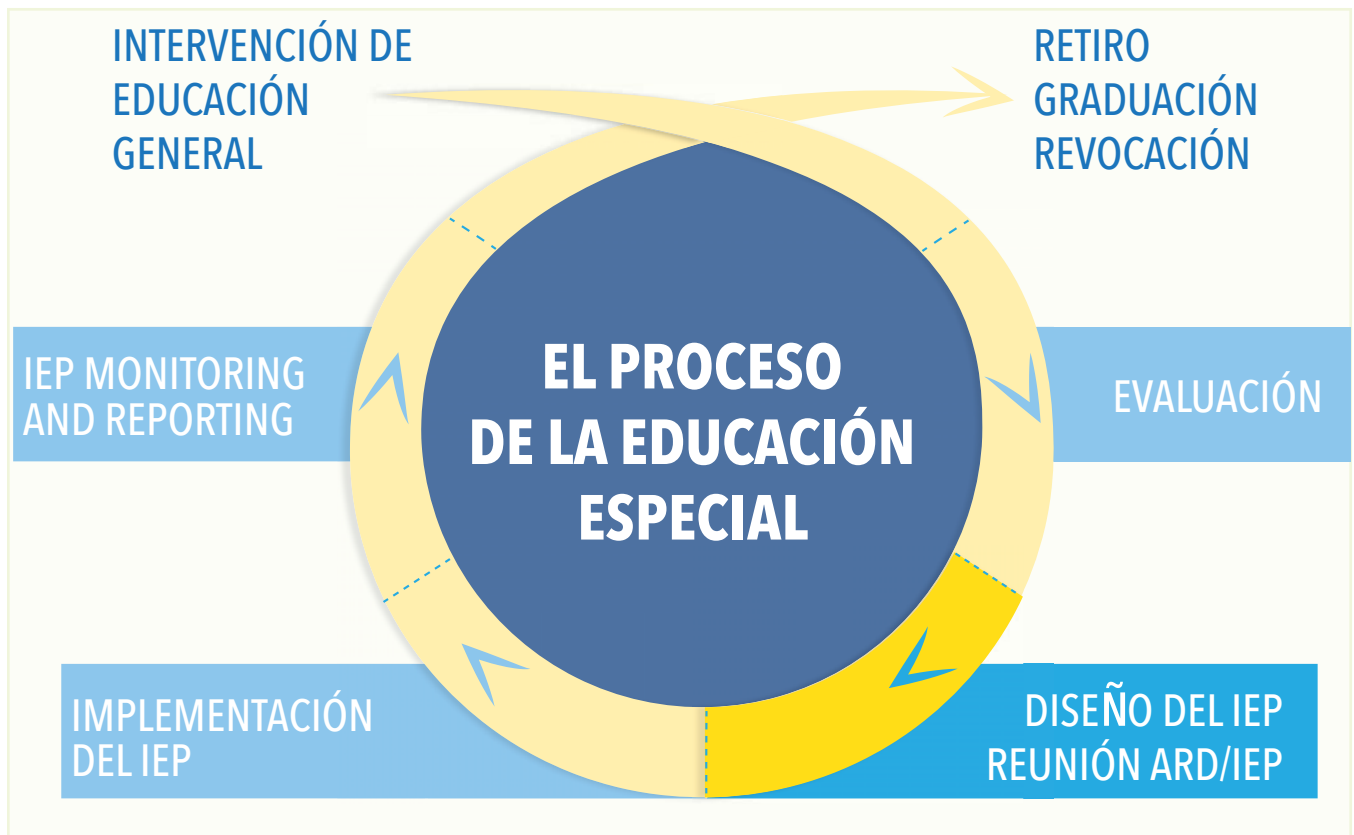 INTERVENCIÓN DE
EDUCACIÓN
GENERAL
RETIRO
GRADUACIÓN
REVOCACIÓN
IEP MONITORING
AND REPORTING
EL PROCESO
DE LA EDUCACIÓN
ESPECIAL
EVALUACIÓN
IMPLEMENTACIÓN
DEL IEP
DISEÑO DEL IEP
REUNIÓN ARD/IEP